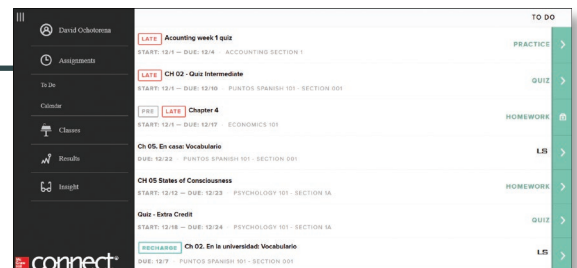 TO DO
David Ochotorena
Assignments
To Do
Calendar
Classes
Results
Insight
Mc Graw Hill Education
connect®
LATE Acounting week 1 quiz
START: 12/1 — DUE: 12/4 · ACCOUNTING SECTION 1
PRACTICE
LATE CH 02 - Quiz Intermediate
START: 12/1 — DUE: 12/10 · PUNTOS SPANISH 101 - SECTION 001
QUIZ
PRE LATE Chapter 4
START: 12/1 — DUE: 12/17 · ECONOMICS 101
HOMEWORK
Ch 05. En casa: Vocabulario
DUE: 12/22 · PUNTOS SPANISH 101 - SECTION 001
LS
CH 05 States of Consciousness
START: 12/12 — DUE: 12/23 · PSYCHOLOGY 101 - SECTION 1A
HOMEWORK
Quiz - Extra Credit
START: 12/18 — DUE: 12/24 · PSYCHOLOGY 101 - SECTION 1A
QUIZ
RECHARGE Ch 02. En la universidad: Vocabulario
DUE: 12/7 · PUNTOS SPANISH 101 - SECTION 001
LS